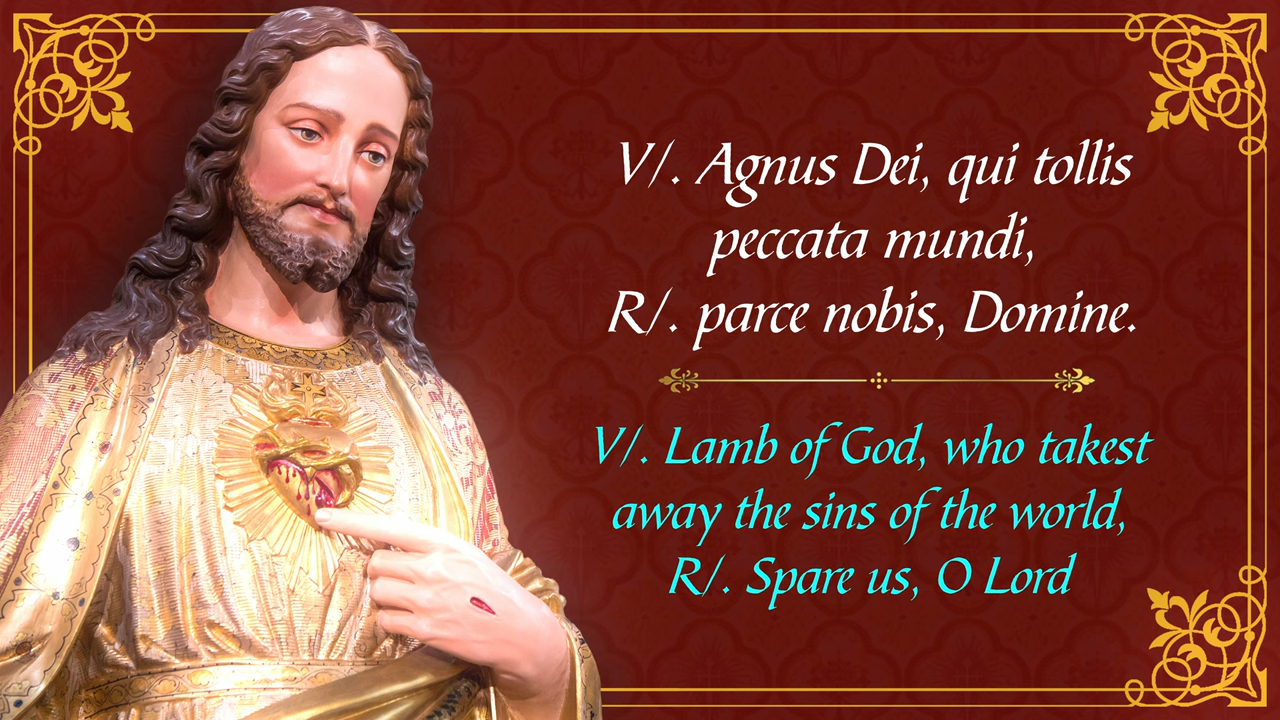 V/. Agnus Dei, qui tollis
peccata mundi,
R/. parce nobis, Domine.
V/. Lamb of God, who takest
away the sins of the world,
R/. Spare us, O Lord